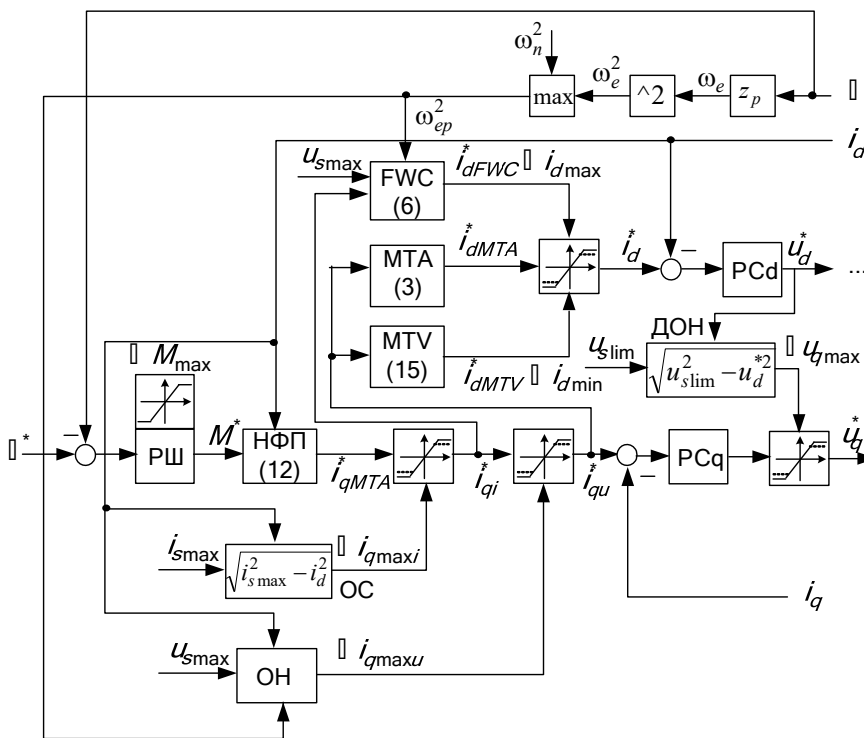 ω_n^2
ω_e^2
ω_e
max
^2
z_p
▯
ω_ep^2
i_d
u_smax
FWC
(6)
i*_dFWC ▯ i_dmax
MTA
(3)
i*_dMTA
i*_d
−
PCd
u*_d
...
MTV
(15)
i*_dMTV ▯ i_dmin
ДОН
u_slim
√(u_slim^2 − u_d^*2)
▯ u_qmax
▯ M_max
▯*
−
РШ
M*
НФП
(12)
i*_qMTA
i*_qi
i*_qu
−
PCq
u*_q
i_smax
√(i_smax^2 − i_d^2)
▯ i_qmaxi
ОС
i_q
u_smax
ОН
▯ i_qmaxu